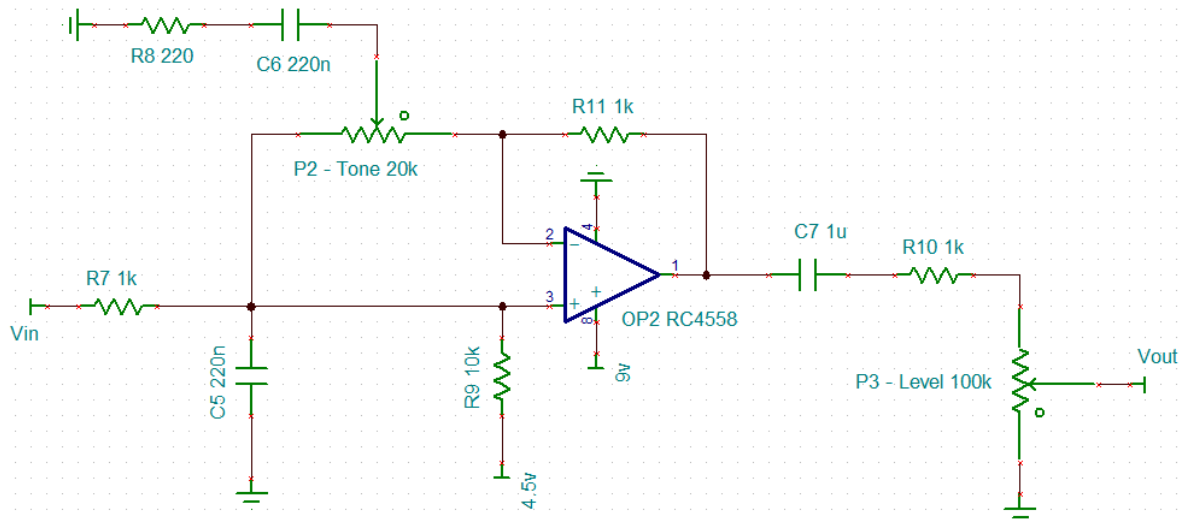 R8 220
C6 220n
R11 1k
P2 - Tone 20k
4
C7 1u
2
R10 1k
1
R7 1k
3
OP2 RC4558
Vin
8
9v
Vout
C5 220n
R9 10k
P3 - Level 100k
4.5v